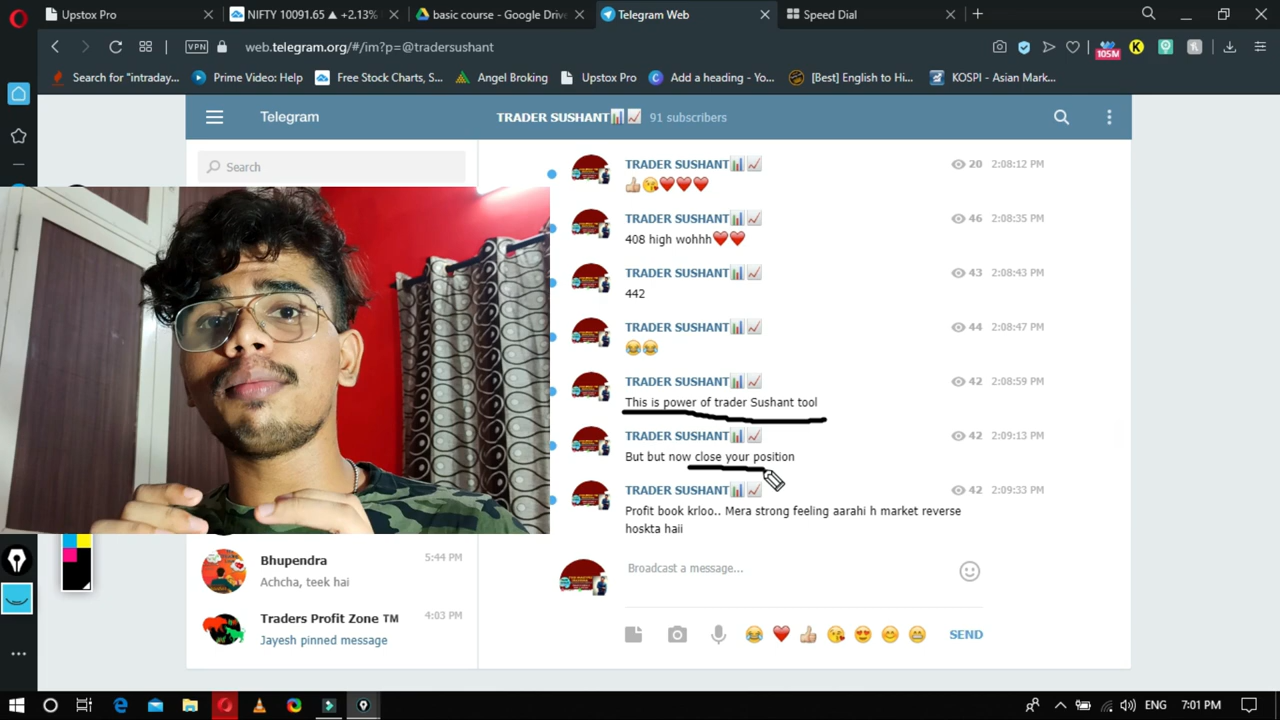 Upstox Pro
NIFTY 10091.65 ▲ +2.13%
basic course - Google Drive
Telegram Web
Speed Dial
VPN
web.telegram.org/#/im?p=@tradersushant
105M
K
Search for "intraday...
Prime Video: Help
Free Stock Charts, S...
Angel Broking
Upstox Pro
Add a heading - Yo...
[Best] English to Hi...
KOSPI - Asian Mark...
Telegram
TRADER SUSHANT📊📈 91 subscribers
Search
TRADER SUSHANT📊📈 20 2:08:12 PM
👍😘❤❤❤
TRADER SUSHANT📊📈 46 2:08:35 PM
408 high wohhh❤❤
TRADER SUSHANT📊📈 43 2:08:43 PM
442
TRADER SUSHANT📊📈 44 2:08:47 PM
😂😂
TRADER SUSHANT📊📈 42 2:08:59 PM
This is power of trader Sushant tool
TRADER SUSHANT📊📈 42 2:09:13 PM
But but now close your position
TRADER SUSHANT📊📈 42 2:09:33 PM
Profit book krloo.. Mera strong feeling aarahi h market reverse
hoskta haii
Bhupendra 5:44 PM
Achcha, teek hai
Traders Profit Zone ™ 4:03 PM
Jayesh pinned message
Broadcast a message...
😂❤👍😘😍😊😁 SEND
ENG 7:01 PM